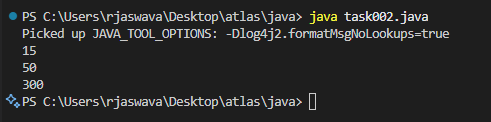 PS C:\Users\rjaswava\Desktop\atlas\java> java task002.java
Picked up JAVA_TOOL_OPTIONS: -Dlog4j2.formatMsgNoLookups=true
15
50
300
PS C:\Users\rjaswava\Desktop\atlas\java>